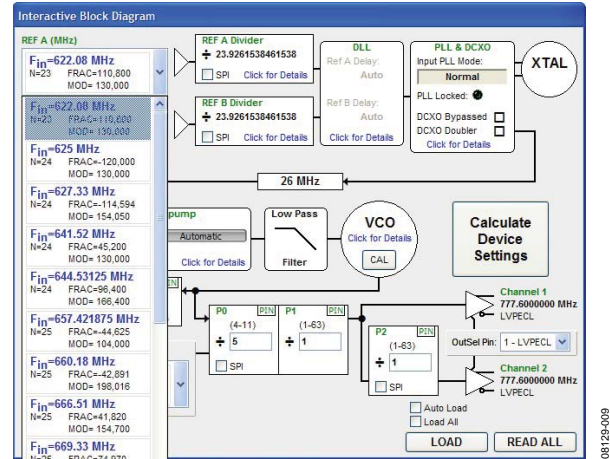 Interactive Block Diagram
REF A (MHz)
Fin=622.08 MHz
N=23 FRAC=110,800
MOD= 130,000
Fin=622.08 MHz
N=23 FRAC=110,800
MOD= 130,000
Fin=625 MHz
N=24 FRAC=-120,000
MOD= 130,000
Fin=627.33 MHz
N=24 FRAC=-114,594
MOD= 154,050
Fin=641.52 MHz
N=24 FRAC=45,200
MOD= 130,000
Fin=644.53125 MHz
N=24 FRAC=96,400
MOD= 166,400
Fin=657.421875 MHz
N=25 FRAC=-44,625
MOD= 104,000
Fin=660.18 MHz
N=25 FRAC=-42,891
MOD= 198,016
Fin=666.51 MHz
N=25 FRAC=41,820
MOD= 154,700
Fin=669.33 MHz
REF A Divider
÷ 23.9261538461538
SPI Click for Details
REF B Divider
÷ 23.9261538461538
SPI Click for Details
DLL
Ref A Delay:
Auto
Ref B Delay:
Auto
Click for Details
PLL & DCXO
Input PLL Mode:
Normal
PLL Locked:
DCXO Bypassed
DCXO Doubler
Click for Details
XTAL
26 MHz
pump
Automatic
Click for Details
Low Pass
Filter
VCO
Click for Details
CAL
Calculate
Device
Settings
P0 PIN
(4-11)
÷ 5
SPI
P1 PIN
(1-63)
÷ 1
P2 PIN
(1-63)
÷ 1
SPI
Channel 1
777.6000000 MHz
LVPECL
OutSel Pin: 1 - LVPECL
Channel 2
777.6000000 MHz
LVPECL
Auto Load
Load All
LOAD
READ ALL
08129-009